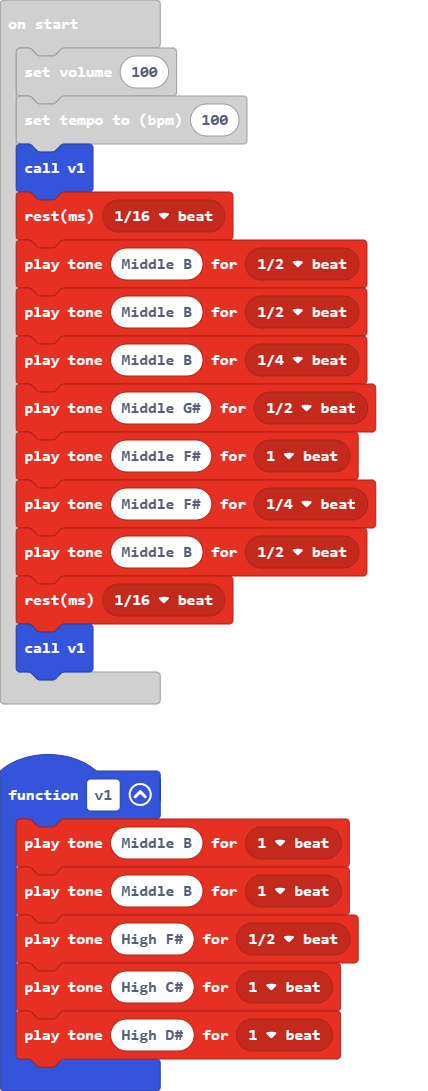 on start
set volume 100
set tempo to (bpm) 100
call v1
rest(ms) 1/16 beat
play tone Middle B for 1/2 beat
play tone Middle B for 1/2 beat
play tone Middle B for 1/4 beat
play tone Middle G# for 1/2 beat
play tone Middle F# for 1 beat
play tone Middle F# for 1/4 beat
play tone Middle B for 1/2 beat
rest(ms) 1/16 beat
call v1
function v1
play tone Middle B for 1 beat
play tone Middle B for 1 beat
play tone High F# for 1/2 beat
play tone High C# for 1 beat
play tone High D# for 1 beat